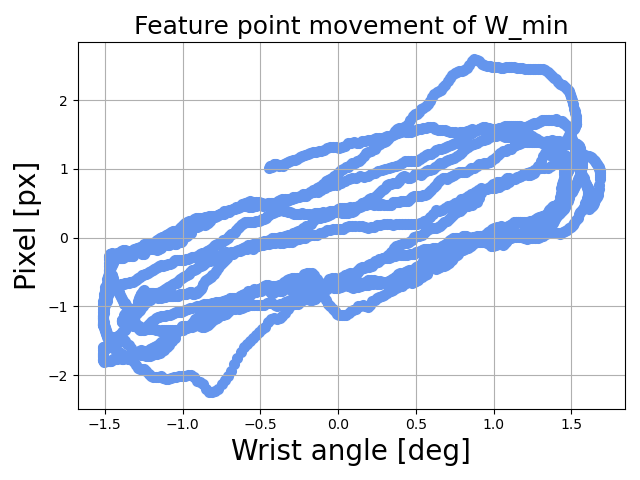 Feature point movement of W_min
Pixel [px]
2
1
0
−1
−2
−1.5 −1.0 −0.5 0.0 0.5 1.0 1.5
Wrist angle [deg]